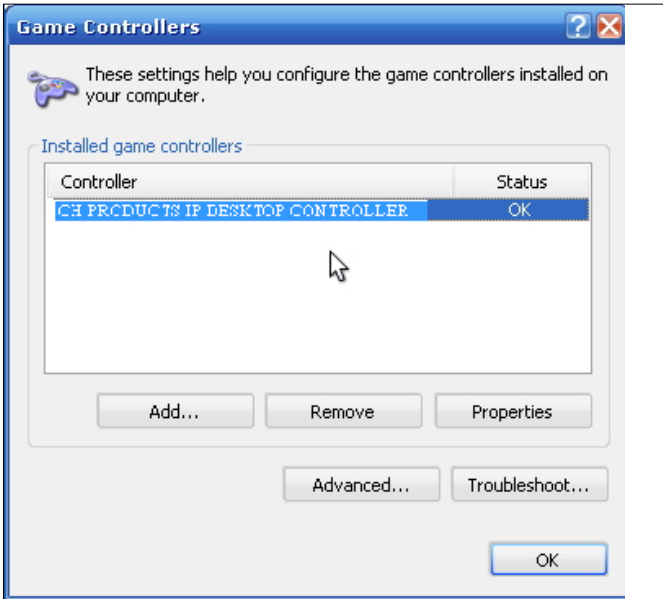 Game Controllers
These settings help you configure the game controllers installed on
your computer.
Installed game controllers
Controller Status
CH PRODUCTS IP DESKTOP CONTROLLER OK
Add... Remove Properties
Advanced... Troubleshoot...
OK